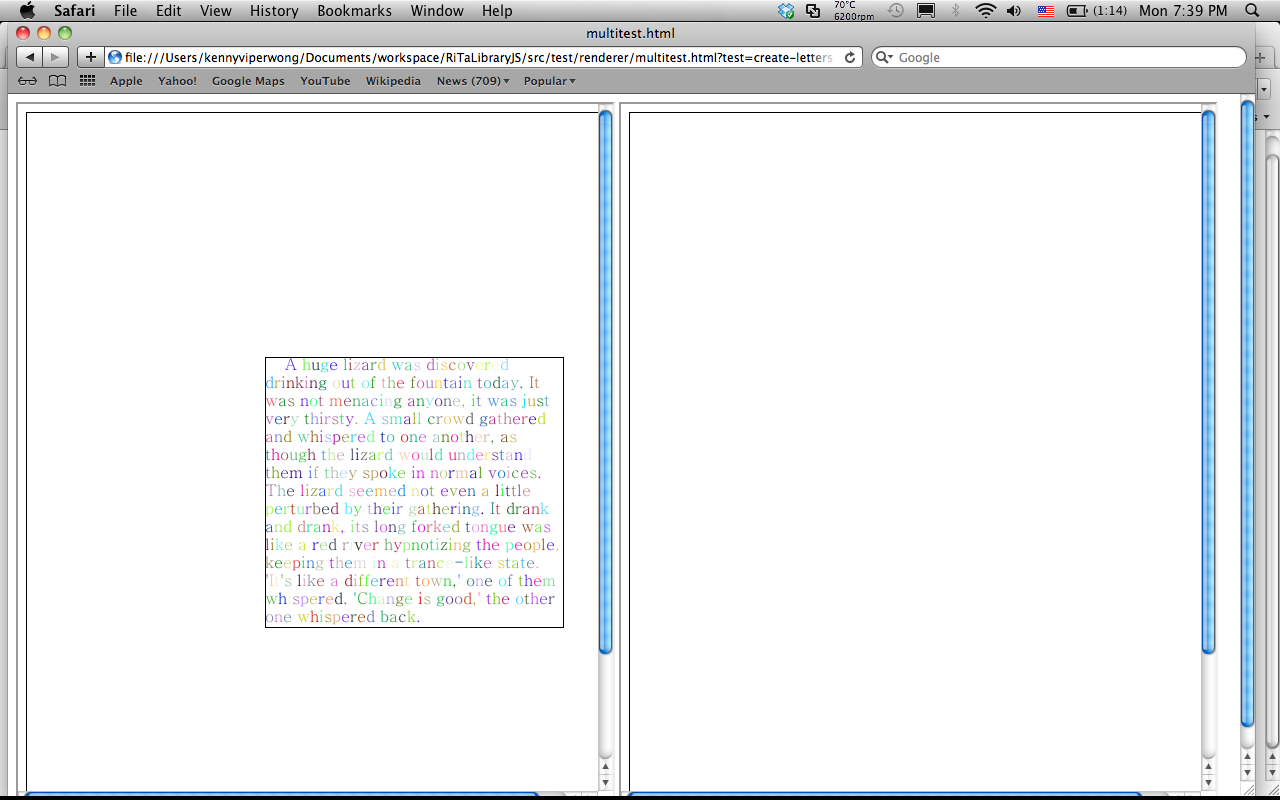 Safari File Edit View History Bookmarks Window Help 70°C 6200rpm (1:14) Mon 7:39 PM
multitest.html
file:///Users/kennyviperwong/Documents/workspace/RiTaLibraryJS/src/test/renderer/multitest.html?test=create-letters Google
Apple Yahoo! Google Maps YouTube Wikipedia News (709) Popular
A huge lizard was discovered
drinking out of the fountain today. It
was not menacing anyone, it was just
very thirsty. A small crowd gathered
and whispered to one another, as
though the lizard would understand
them if they spoke in normal voices.
The lizard seemed not even a little
perturbed by their gathering. It drank
and drank, its long forked tongue was
like a red river hypnotizing the people,
keeping them in a trance-like state.
'It's like a different town,' one of them
whispered. 'Change is good,' the other
one whispered back.